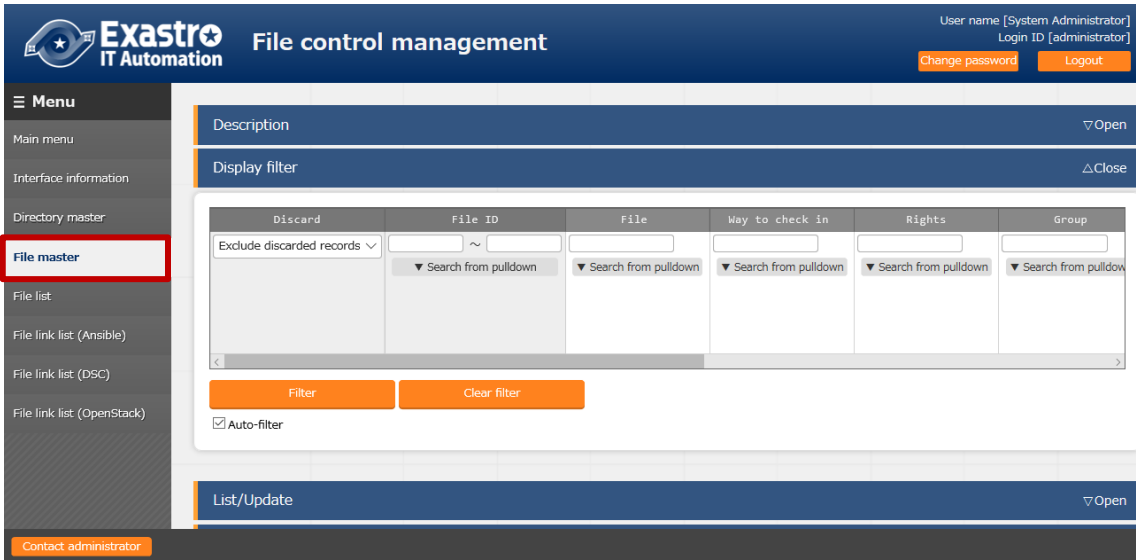 Exastro
IT Automation
File control management
User name [System Administrator]
Login ID [administrator]
Change password
Logout
☰ Menu
Main menu
Interface information
Directory master
File master
File list
File link list (Ansible)
File link list (DSC)
File link list (OpenStack)
Description
▽Open
Display filter
△Close
Discard File ID File Way to check in Rights Group
Exclude discarded records ～
▼ Search from pulldown ▼ Search from pulldown ▼ Search from pulldown ▼ Search from pulldown ▼ Search from pulldow
Filter
Clear filter
Auto-filter
List/Update
▽Open
Contact administrator